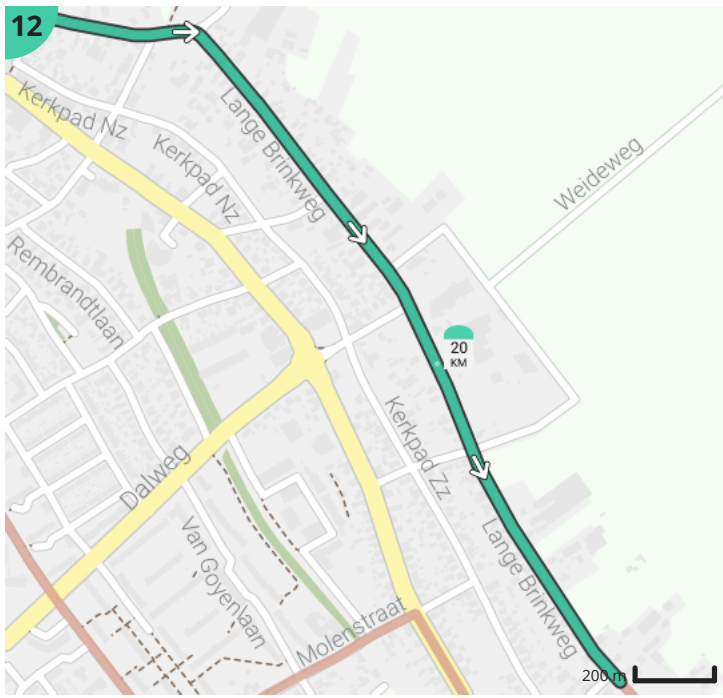 12
Kerkpad Nz
Lange Brinkweg
Kerkpad Nz
Weideweg
Rembrandtlaan
20
KM
Kerkpad Zz
Dalweg
Van Goyenlaan
Lange Brinkweg
Molenstraat
200 m